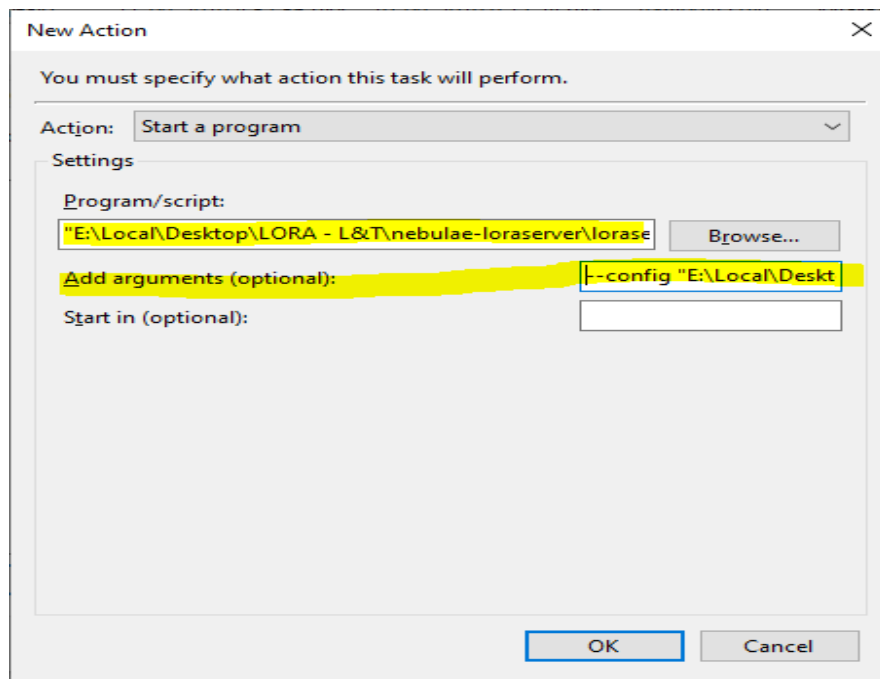 New Action
You must specify what action this task will perform.
Action: Start a program
Settings
Program/script:
"E:\Local\Desktop\LORA - L&T\nebulae-loraserver\lorase Browse...
Add arguments (optional): --config "E:\Local\Deskt
Start in (optional):
OK Cancel